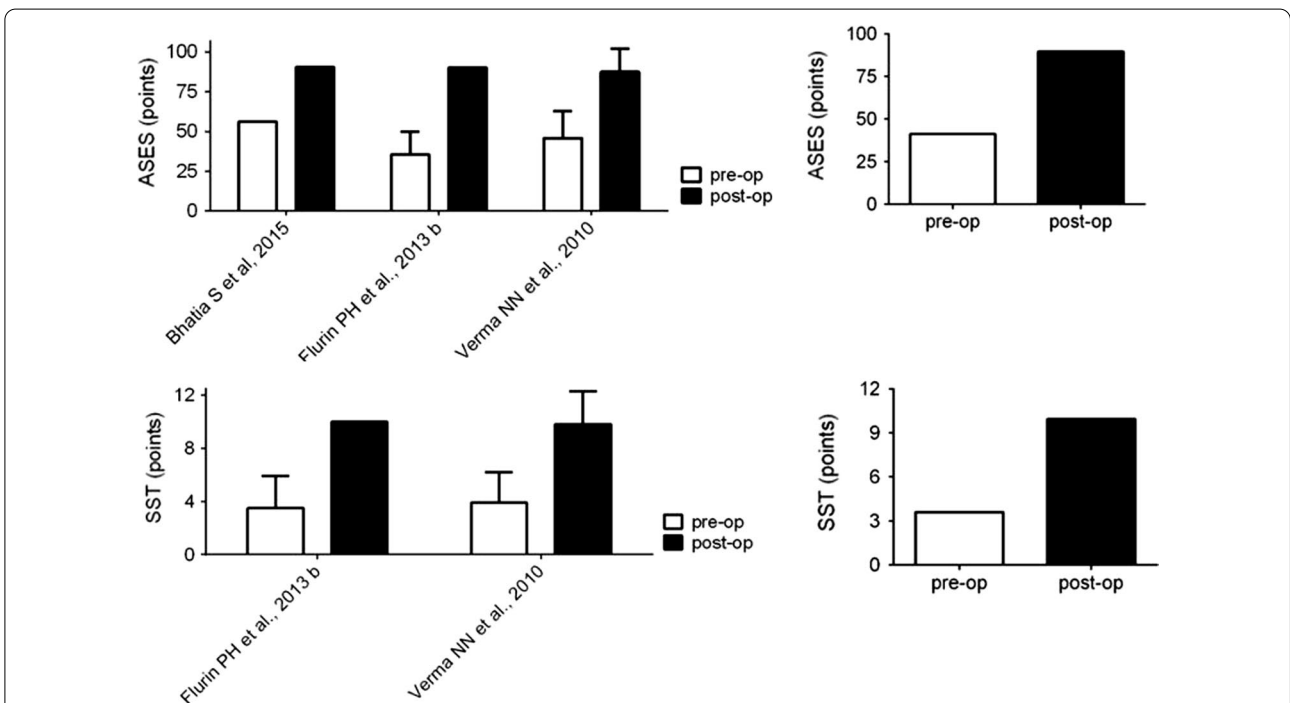 ASES (points)
100
75
50
25
0
Bhatia S et al, 2015
Flurin PH et al., 2013 b
Verma NN et al., 2010
pre-op
post-op
ASES (points)
100
75
50
25
0
pre-op
post-op
SST (points)
12
8
4
0
Flurin PH et al., 2013 b
Verma NN et al., 2010
pre-op
post-op
SST (points)
12
9
6
3
0
pre-op
post-op